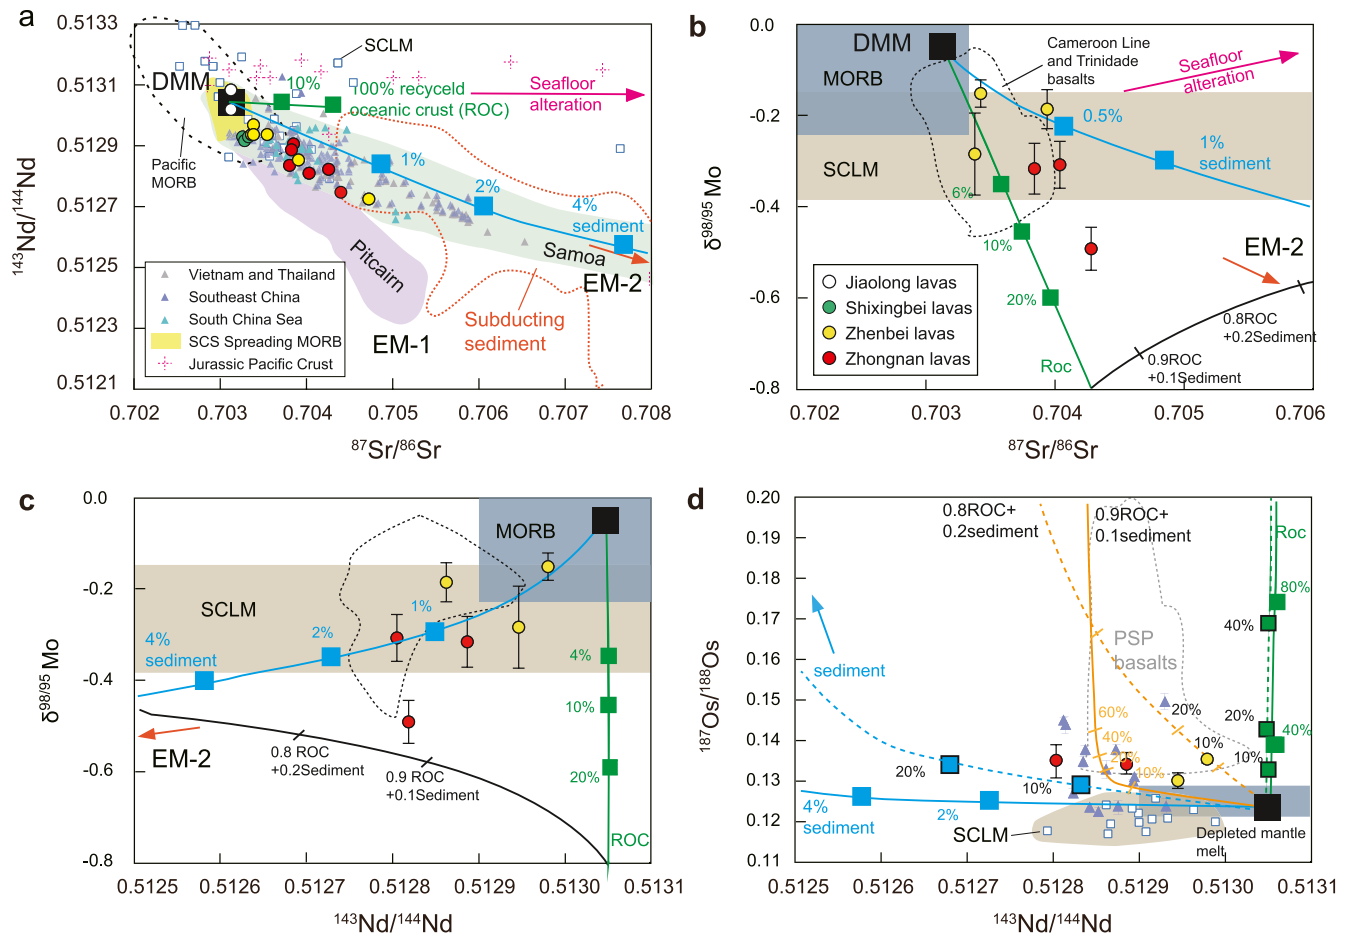 a
0.5133
0.5131
0.5129
0.5127
0.5125
0.5123
0.5121
143Nd/144Nd
0.702
0.703
0.704
0.705
0.706
0.707
0.708
87Sr/86Sr
SCLM
DMM
10%
100% recyceld
oceanic crust (ROC)
Seafloor
alteration
Pacific
MORB
1%
2%
4%
sediment
Samoa
EM-2
Pitcairn
EM-1
Subducting
sediment
Vietnam and Thailand
Southeast China
South China Sea
SCS Spreading MORB
Jurassic Pacific Crust
b
-0.0
-0.2
-0.4
-0.6
-0.8
δ98/95 Mo
0.702
0.703
0.704
0.705
0.706
87Sr/86Sr
DMM
MORB
SCLM
Cameroon Line
and Trinidade
basalts
Seafloor
alteration
0.5%
1%
sediment
6%
10%
20%
Roc
EM-2
0.8ROC
+0.2Sediment
0.9ROC
+0.1Sediment
Jiaolong lavas
Shixingbei lavas
Zhenbei lavas
Zhongnan lavas
c
0.0
-0.2
-0.4
-0.6
-0.8
δ98/95 Mo
0.5125
0.5126
0.5127
0.5128
0.5129
0.5130
0.5131
143Nd/144Nd
MORB
SCLM
1%
2%
4%
sediment
4%
10%
20%
ROC
EM-2
0.8 ROC
+0.2Sediment
0.9 ROC
+0.1Sediment
d
0.20
0.19
0.18
0.17
0.16
0.15
0.14
0.13
0.12
0.11
187Os/188Os
0.5125
0.5126
0.5127
0.5128
0.5129
0.5130
0.5131
143Nd/144Nd
0.8ROC+
0.2sediment
0.9ROC+
0.1sediment
Roc
80%
40%
sediment
PSP
basalts
60%
20%
20%
40%
40%
10%
10%
20%
10%
20%
10%
4%
sediment
2%
SCLM
Depleted mantle
melt